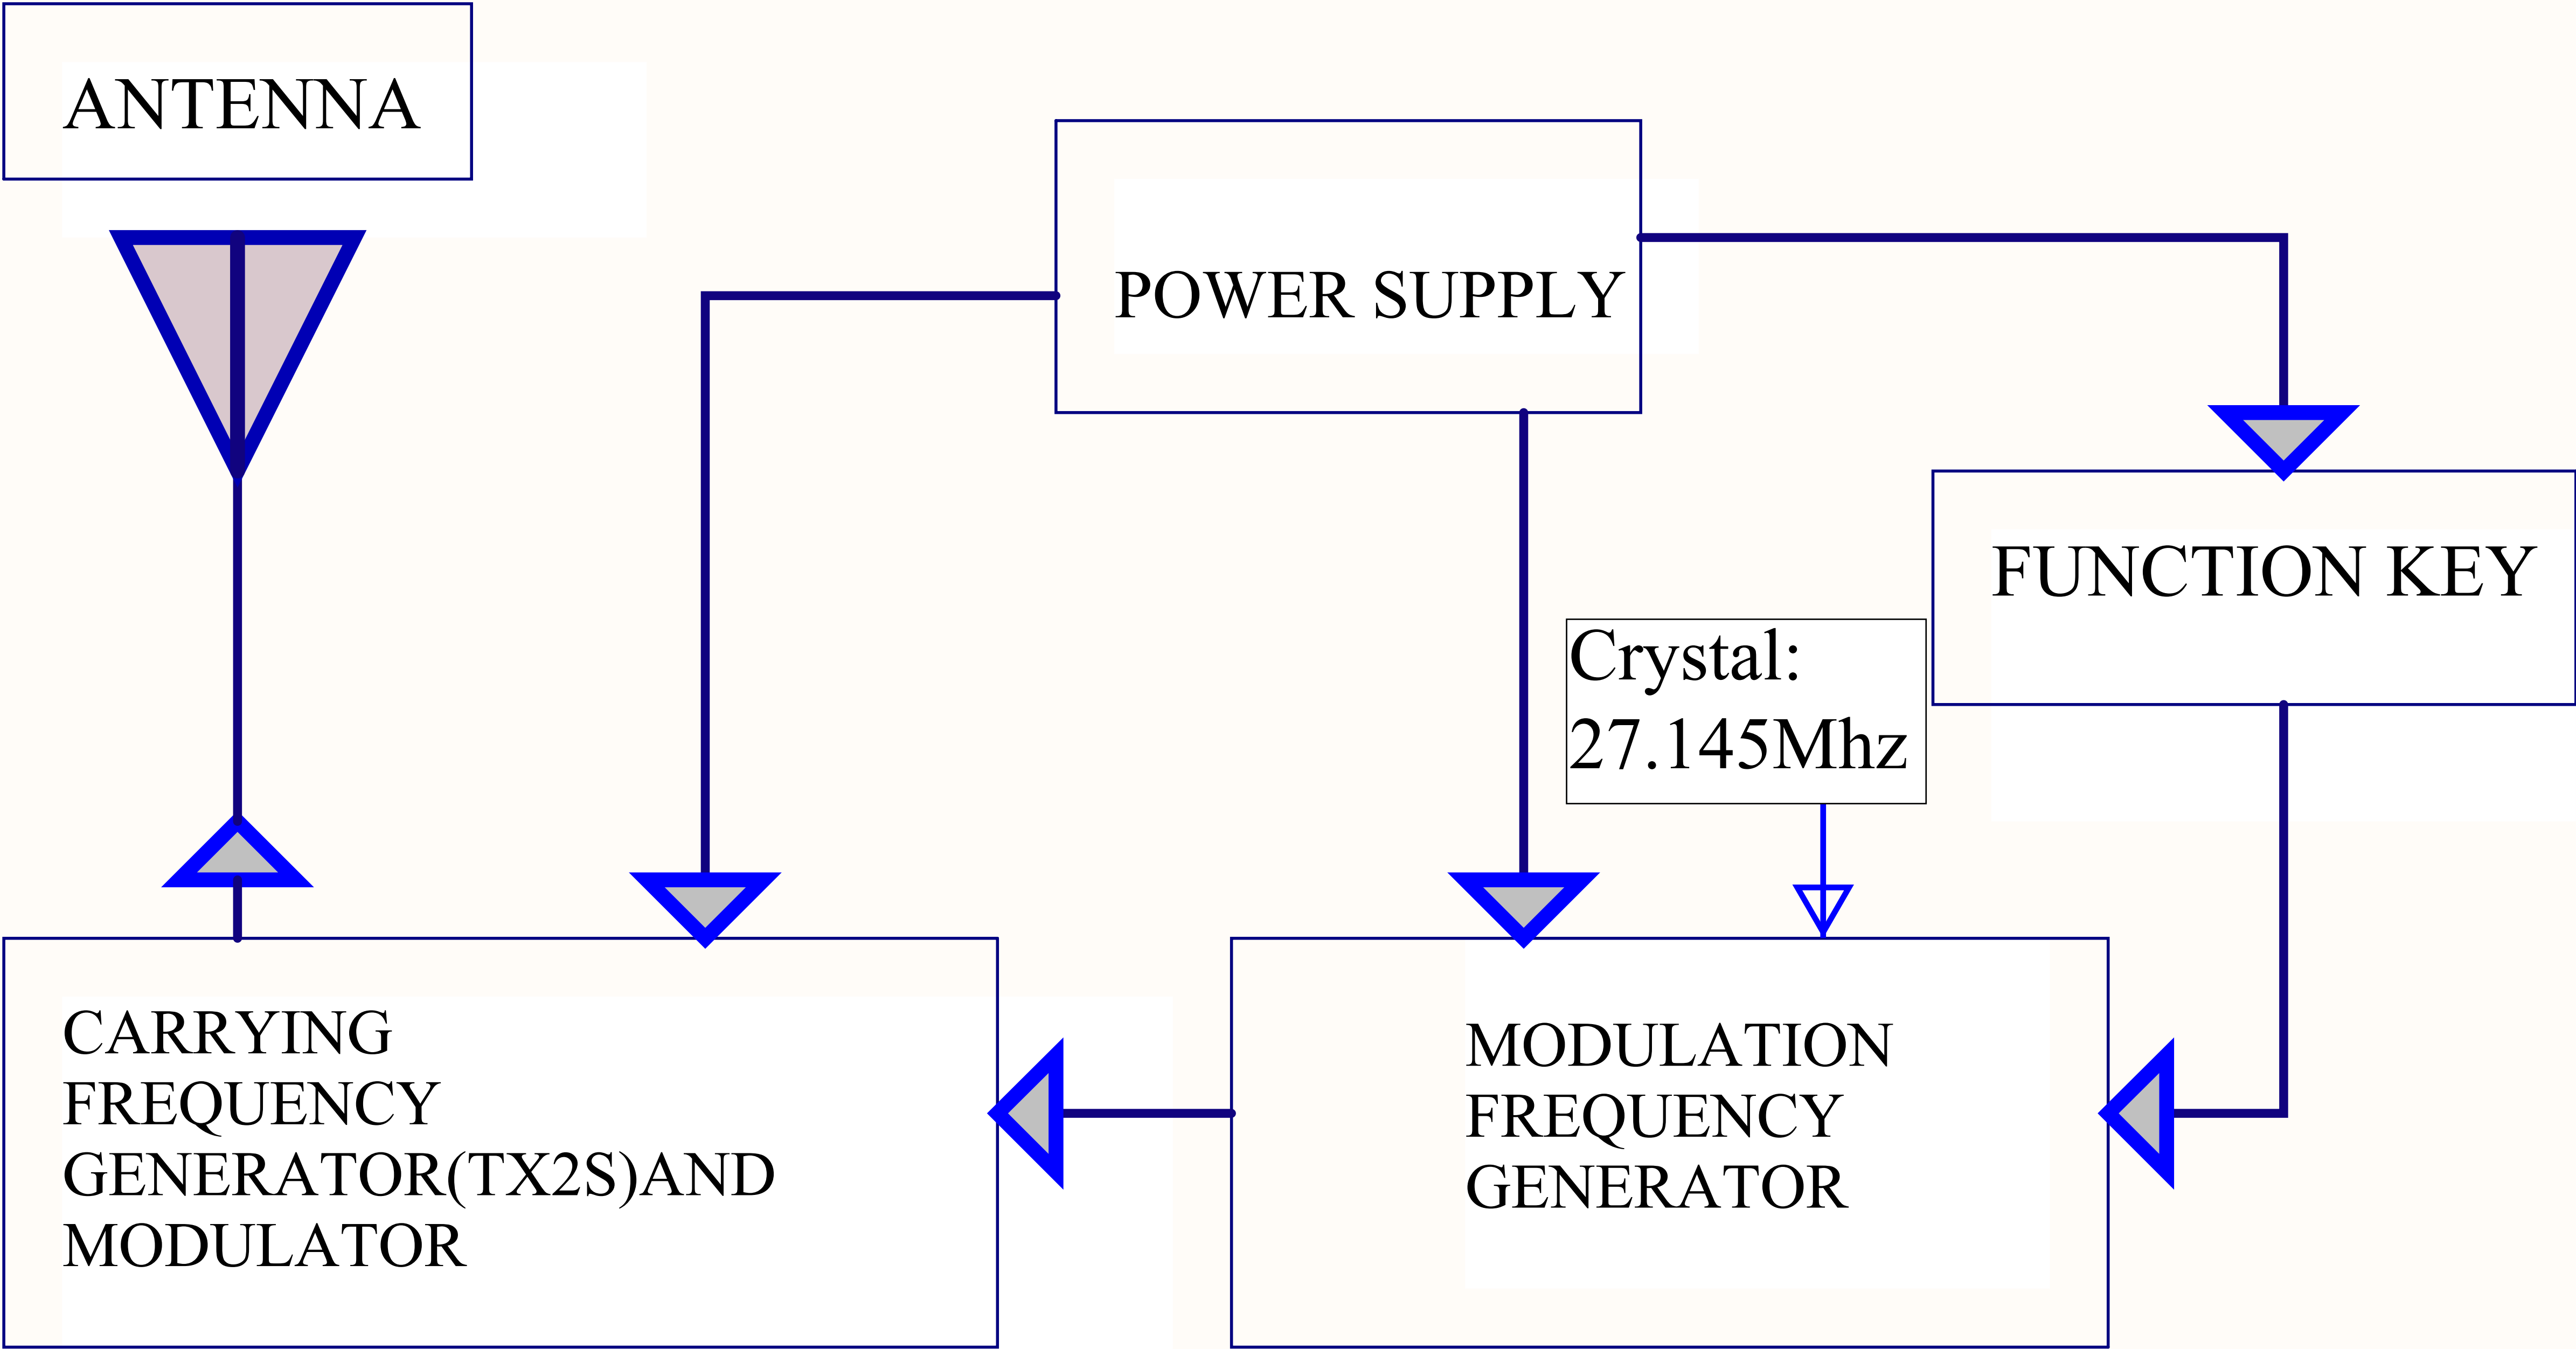 ANTENNA
POWER SUPPLY
FUNCTION KEY
Crystal:
27.145Mhz
CARRYING
FREQUENCY
GENERATOR(TX2S)AND
MODULATOR
MODULATION
FREQUENCY
GENERATOR